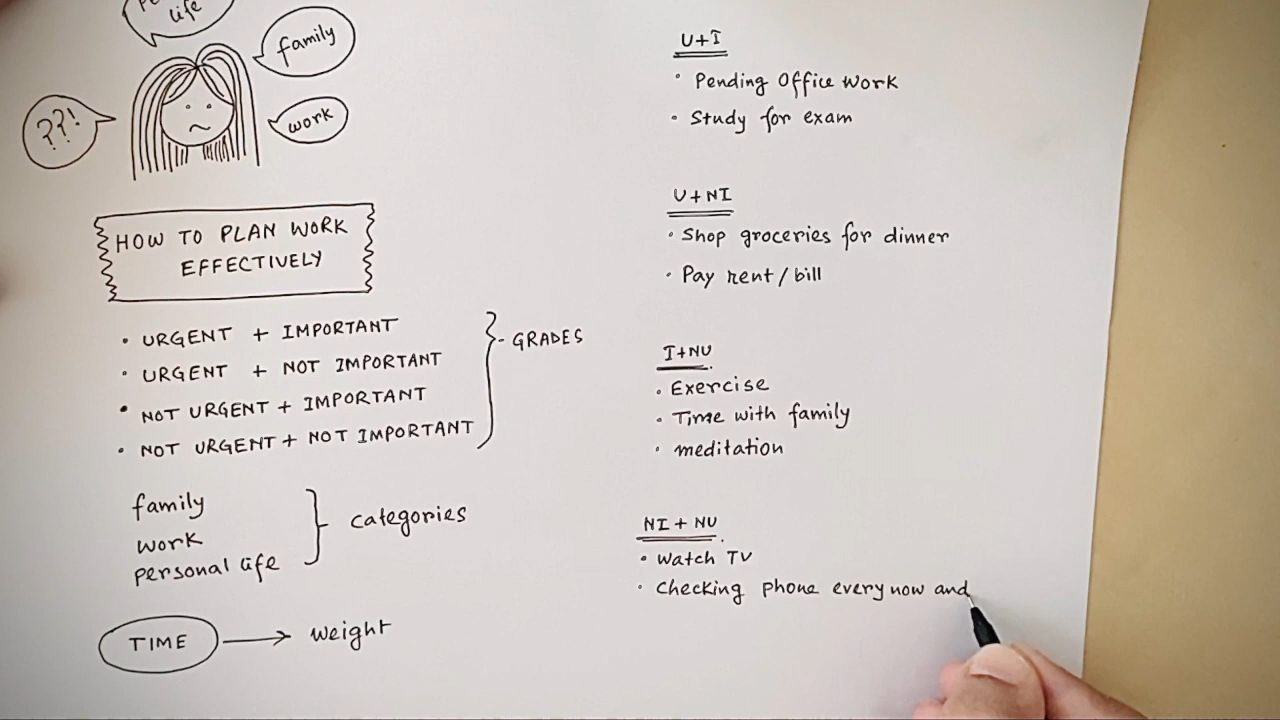 life
family
??!
work
HOW TO PLAN WORK
EFFECTIVELY
• URGENT + IMPORTANT
• URGENT + NOT IMPORTANT
• NOT URGENT + IMPORTANT
• NOT URGENT + NOT IMPORTANT
GRADES
family
work
personal life
categories
TIME → weight
U+I
• Pending Office Work
• Study for exam
U+NI
• Shop groceries for dinner
• Pay rent/bill
I+NU
• Exercise
• Time with family
• meditation
NI + NU
• Watch TV
• Checking phone every now and